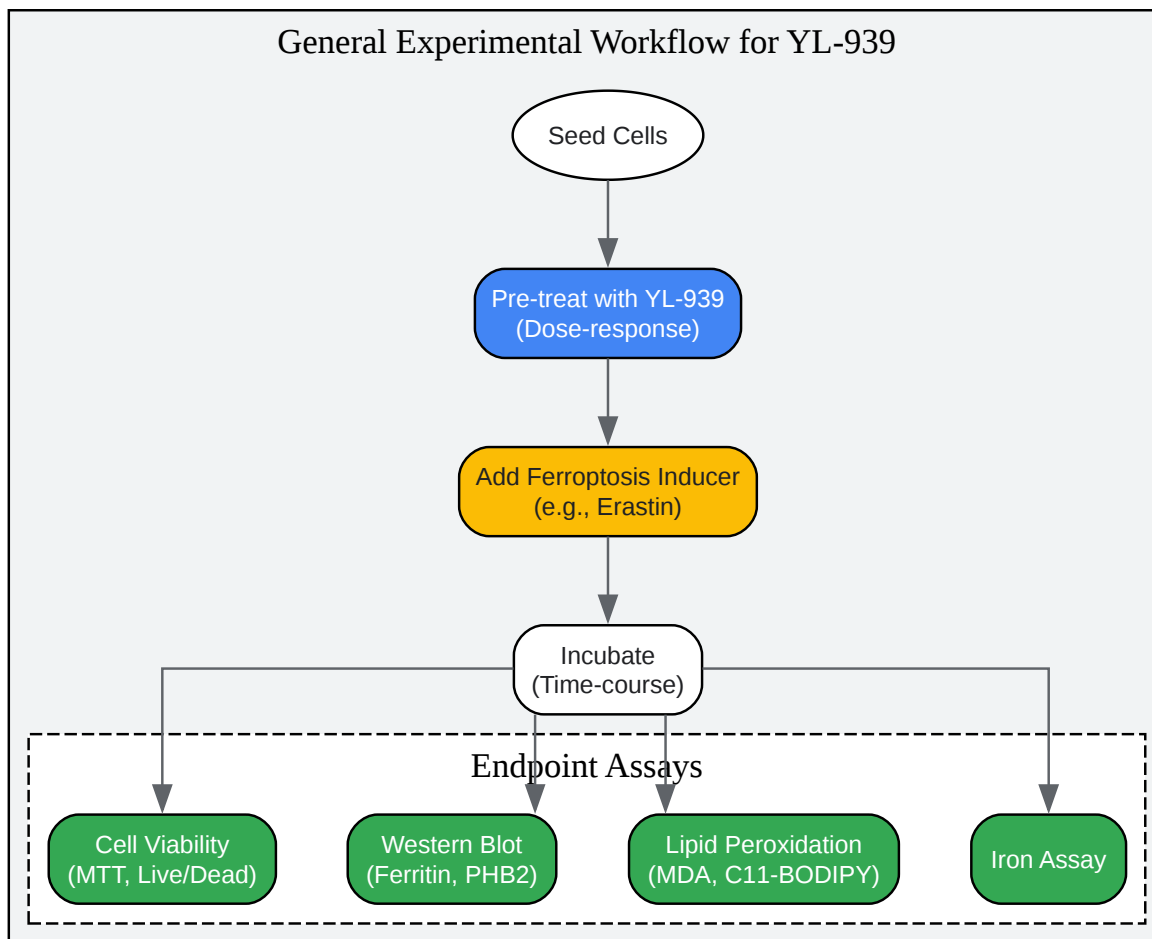 General Experimental Workflow for YL-939
Seed Cells
Pre-treat with YL-939
(Dose-response)
Add Ferroptosis Inducer
(e.g., Erastin)
Incubate
(Time-course)
Endpoint Assays
Cell Viability
(MTT, Live/Dead)
Western Blot
(Ferritin, PHB2)
Lipid Peroxidation
(MDA, C11-BODIPY)
Iron Assay